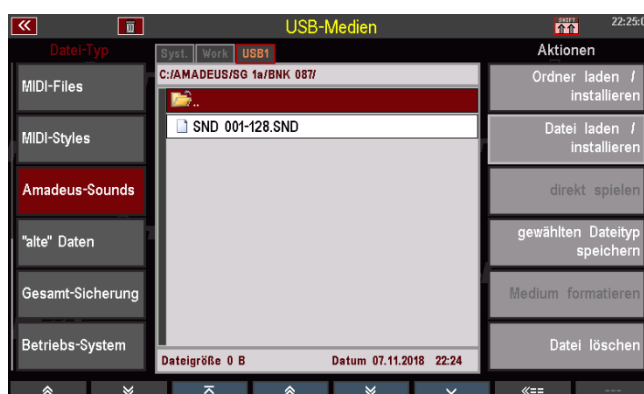 USB-Medien
SHIFT
22:25:0
Datei-Typ
Syst. Work USB1
Aktionen
C:/AMADEUS/SG 1a/BNK 087/
..
SND 001-128.SND
MIDI-Files
MIDI-Styles
Amadeus-Sounds
"alte" Daten
Gesamt-Sicherung
Betriebs-System
Ordner laden /
installieren
Datei laden /
installieren
direkt spielen
gewählten Dateityp
speichern
Medium formatieren
Datei löschen
Dateigröße 0 B Datum 07.11.2018 22:24
«== ---